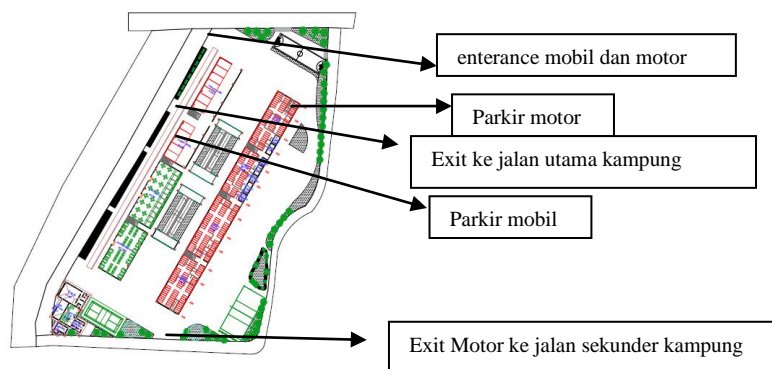 enterance mobil dan motor
Parkir motor
Exit ke jalan utama kampung
Parkir mobil
Exit Motor ke jalan sekunder kampung